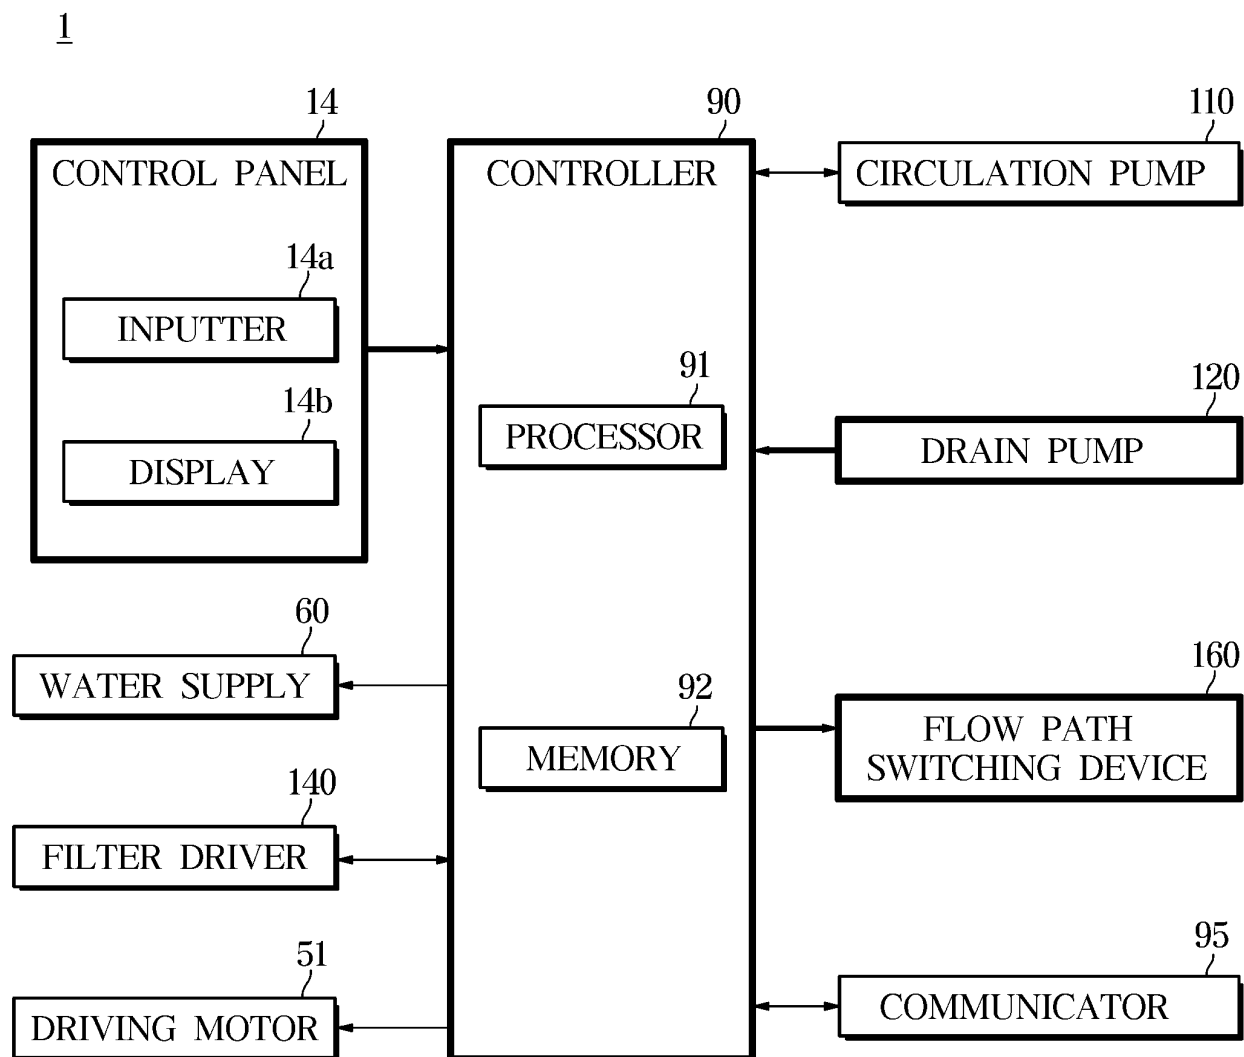 1
14
CONTROL PANEL
14a
INPUTTER
14b
DISPLAY
60
WATER SUPPLY
140
FILTER DRIVER
51
DRIVING MOTOR
90
CONTROLLER
91
PROCESSOR
92
MEMORY
110
CIRCULATION PUMP
120
DRAIN PUMP
160
FLOW PATH
SWITCHING DEVICE
95
COMMUNICATOR